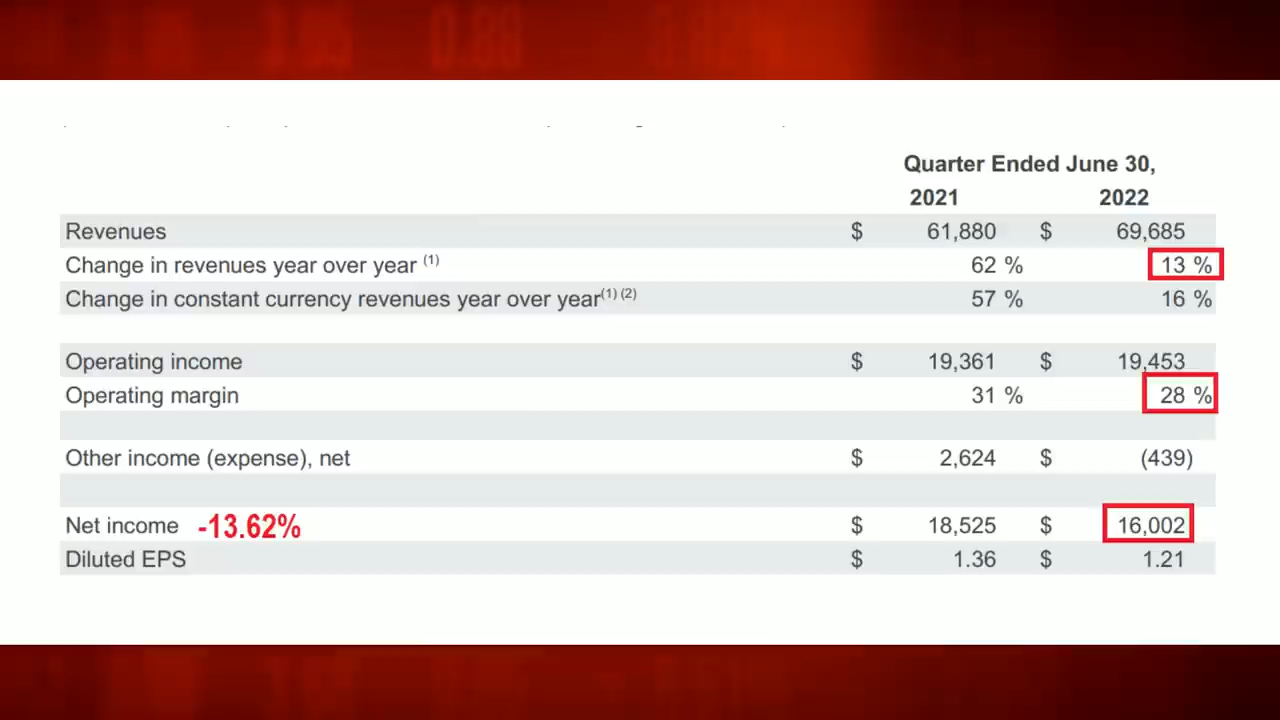 Quarter Ended June 30,
2021 2022
Revenues $ 61,880 $ 69,685
Change in revenues year over year (1) 62 % 13 %
Change in constant currency revenues year over year(1) (2) 57 % 16 %
Operating income $ 19,361 $ 19,453
Operating margin 31 % 28 %
Other income (expense), net $ 2,624 $ (439)
Net income -13.62% $ 18,525 $ 16,002
Diluted EPS $ 1.36 $ 1.21